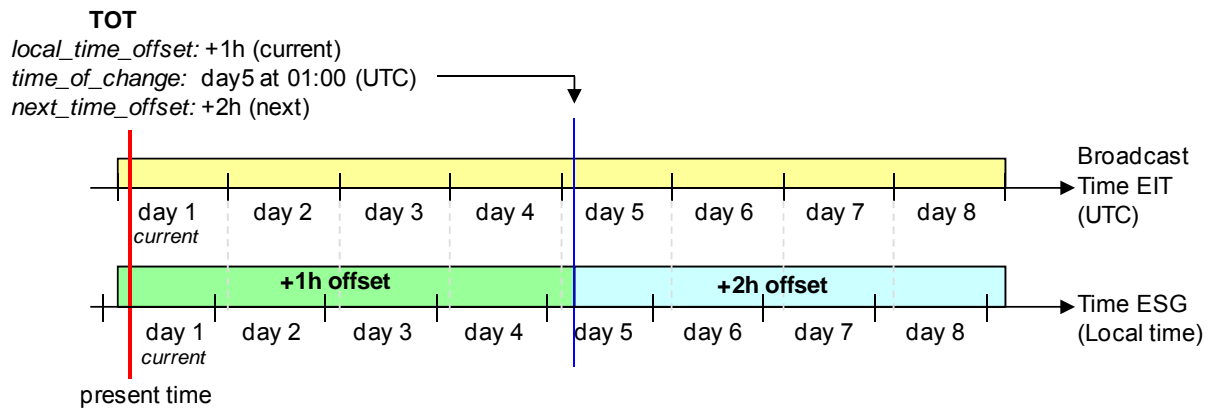 TOT
local_time_offset: +1h (current)
time_of_change: day5 at 01:00 (UTC)
next_time_offset: +2h (next)
Broadcast
Time EIT
(UTC)
day 1 day 2 day 3 day 4 day 5 day 6 day 7 day 8
current
+1h offset +2h offset
Time ESG
(Local time)
day 1 day 2 day 3 day 4 day 5 day 6 day 7 day 8
current
present time